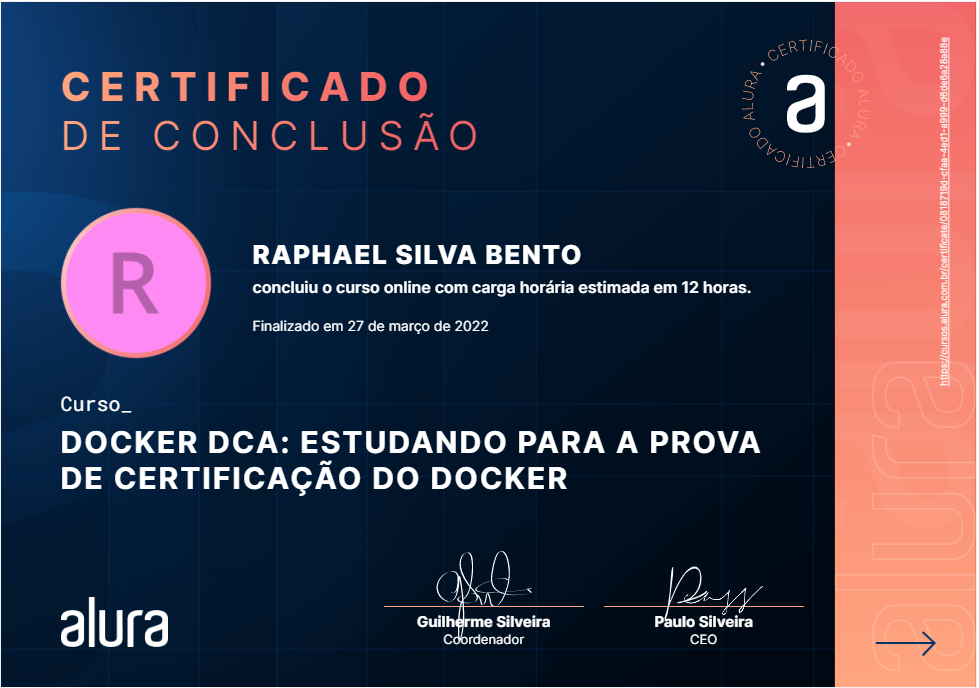 CERTIFICADO
DE CONCLUSÃO
CERTIFICADO ALURA • CERTIFICADO ALURA •
a
R
RAPHAEL SILVA BENTO
concluiu o curso online com carga horária estimada em 12 horas.
Finalizado em 27 de março de 2022
Curso_
DOCKER DCA: ESTUDANDO PARA A PROVA
DE CERTIFICAÇÃO DO DOCKER
alura
Guilherme Silveira
Coordenador
Paulo Silveira
CEO
https://cursos.alura.com.br/certificate/0818719d-cfaa-4ed1-a999-d6de6a28a88e
alura